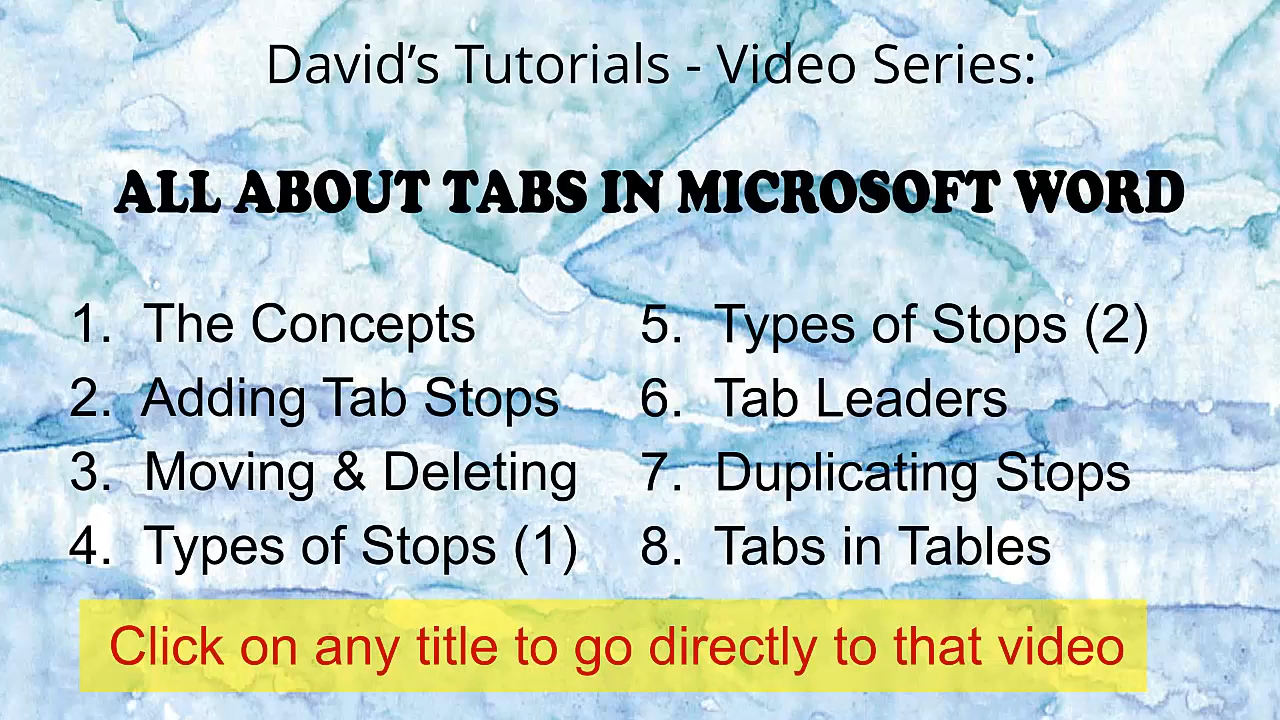 David’s Tutorials - Video Series:
ALL ABOUT TABS IN MICROSOFT WORD
1. The Concepts
2. Adding Tab Stops
3. Moving & Deleting
4. Types of Stops (1)
5. Types of Stops (2)
6. Tab Leaders
7. Duplicating Stops
8. Tabs in Tables
Click on any title to go directly to that video